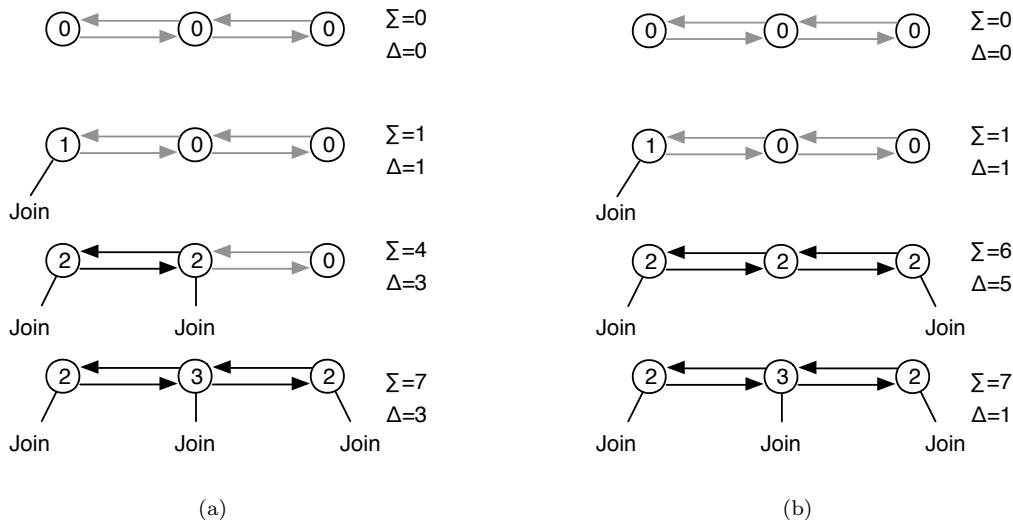 0 0 0 Σ=0
Δ=0
1 0 0 Σ=1
Δ=1
Join
2 2 0 Σ=4
Δ=3
Join Join
2 3 2 Σ=7
Δ=3
Join Join Join
(a)
0 0 0 Σ=0
Δ=0
1 0 0 Σ=1
Δ=1
Join
2 2 2 Σ=6
Δ=5
Join Join
2 3 2 Σ=7
Δ=1
Join Join Join
(b)